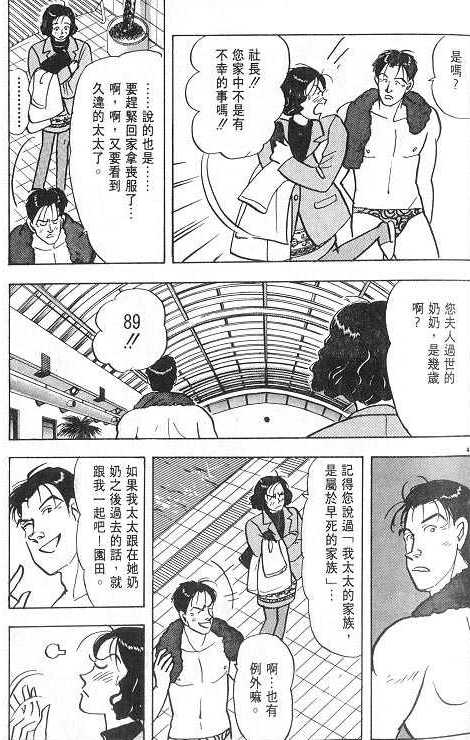 是嗎？
社長!!
您家中不是有
不幸的事嗎!!
……說的也是……
要趕緊回家拿喪服了…
啊，啊，又要看到
久違的太太了。
…………
您夫人過世的
奶奶，是幾歲
啊？
89
!!
記得您說過「我太太的家族，
是屬於早死的家族」…
啊…也有
例外嘛。
如果我太太跟在她奶
奶之後過去的話，就
跟我一起吧！園田。